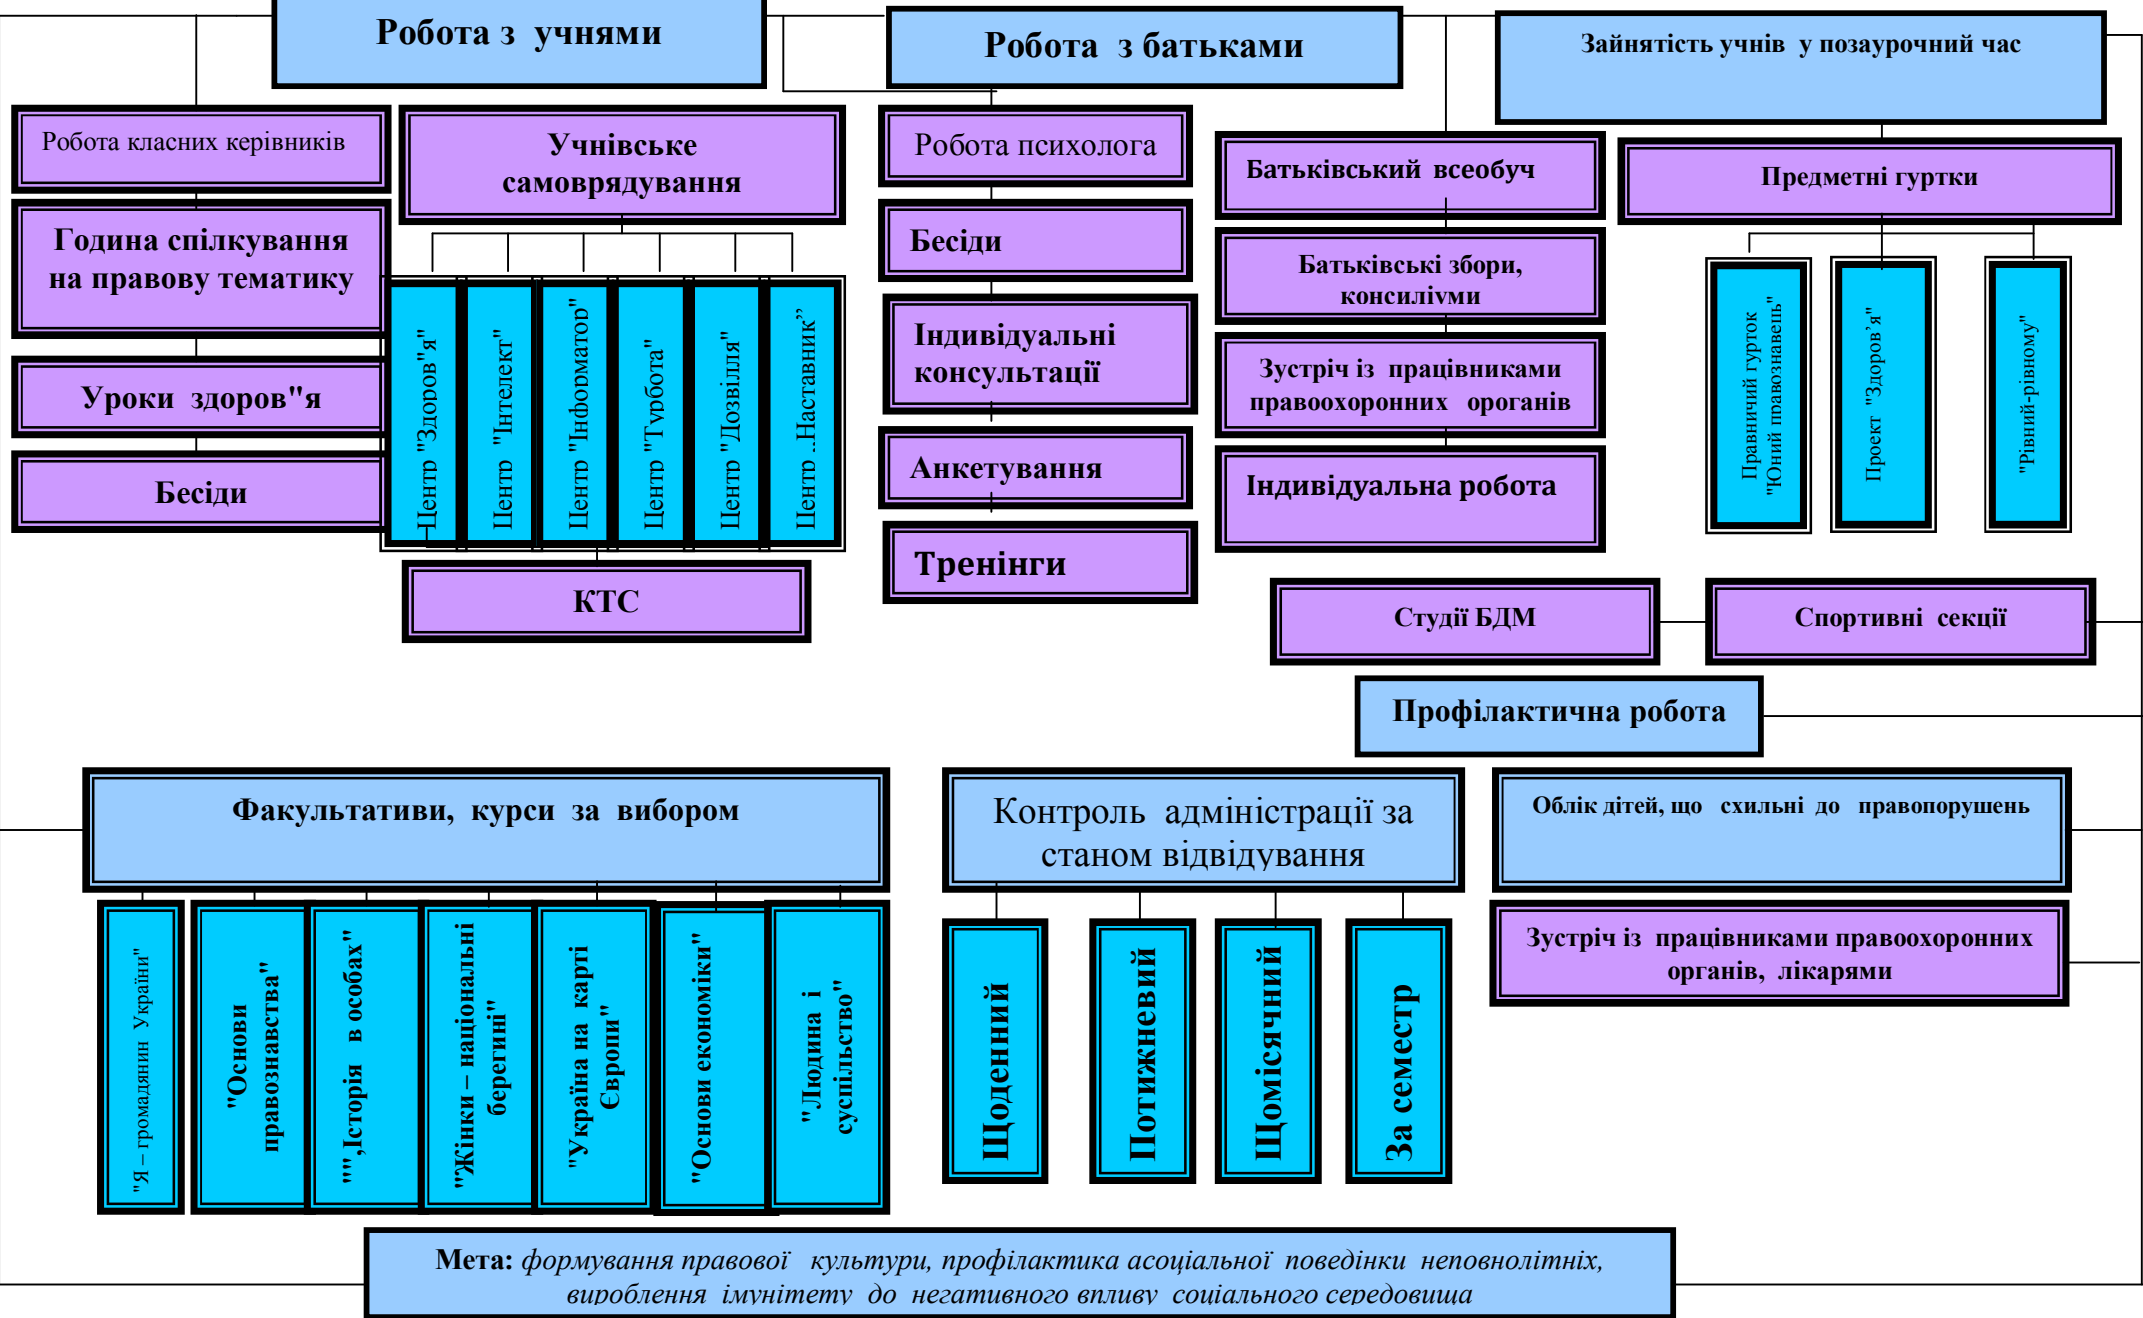 Робота з учнями
Робота з батьками
Зайнятість учнів у позаурочний час
Робота класних керівників
Година спілкування
на правову тематику
Уроки здоров"я
Бесіди
Учнівське
самоврядування
Центр "Здоров"я"
Центр "Інтелект"
Центр "Інформатор"
Центр "Турбота"
Центр "Дозвілля"
Центр „Наставник”
КТС
Робота психолога
Бесіди
Індивідуальні
консультації
Анкетування
Тренінги
Батьківський всеобуч
Батьківські збори,
консиліуми
Зустріч із працівниками
правоохоронних ороганів
Індивідуальна робота
Предметні гуртки
Правничий гурток
"Юний правознавець"
Проект "Здоров’я"
"Рівний-рівному"
Студії БДМ
Спортивні секції
Профілактична робота
Факультативи, курси за вибором
"Я – громадянин України"
"Основи
правознавства"
"""‚Історія в особах"
""Жінки – національні
берегині"
"Україна на карті
Європи"
"Основи економіки"
"Людина і
суспільство"
Контроль адміністрації за
станом відвідування
Щоденний
Потижневий
Щомісячний
За семестр
Облік дітей, що схильні до правопорушень
Зустріч із працівниками правоохоронних
органів, лікарями
Мета: формування правової культури, профілактика асоціальної поведінки неповнолітніх,
вироблення імунітету до негативного впливу соціального середовища